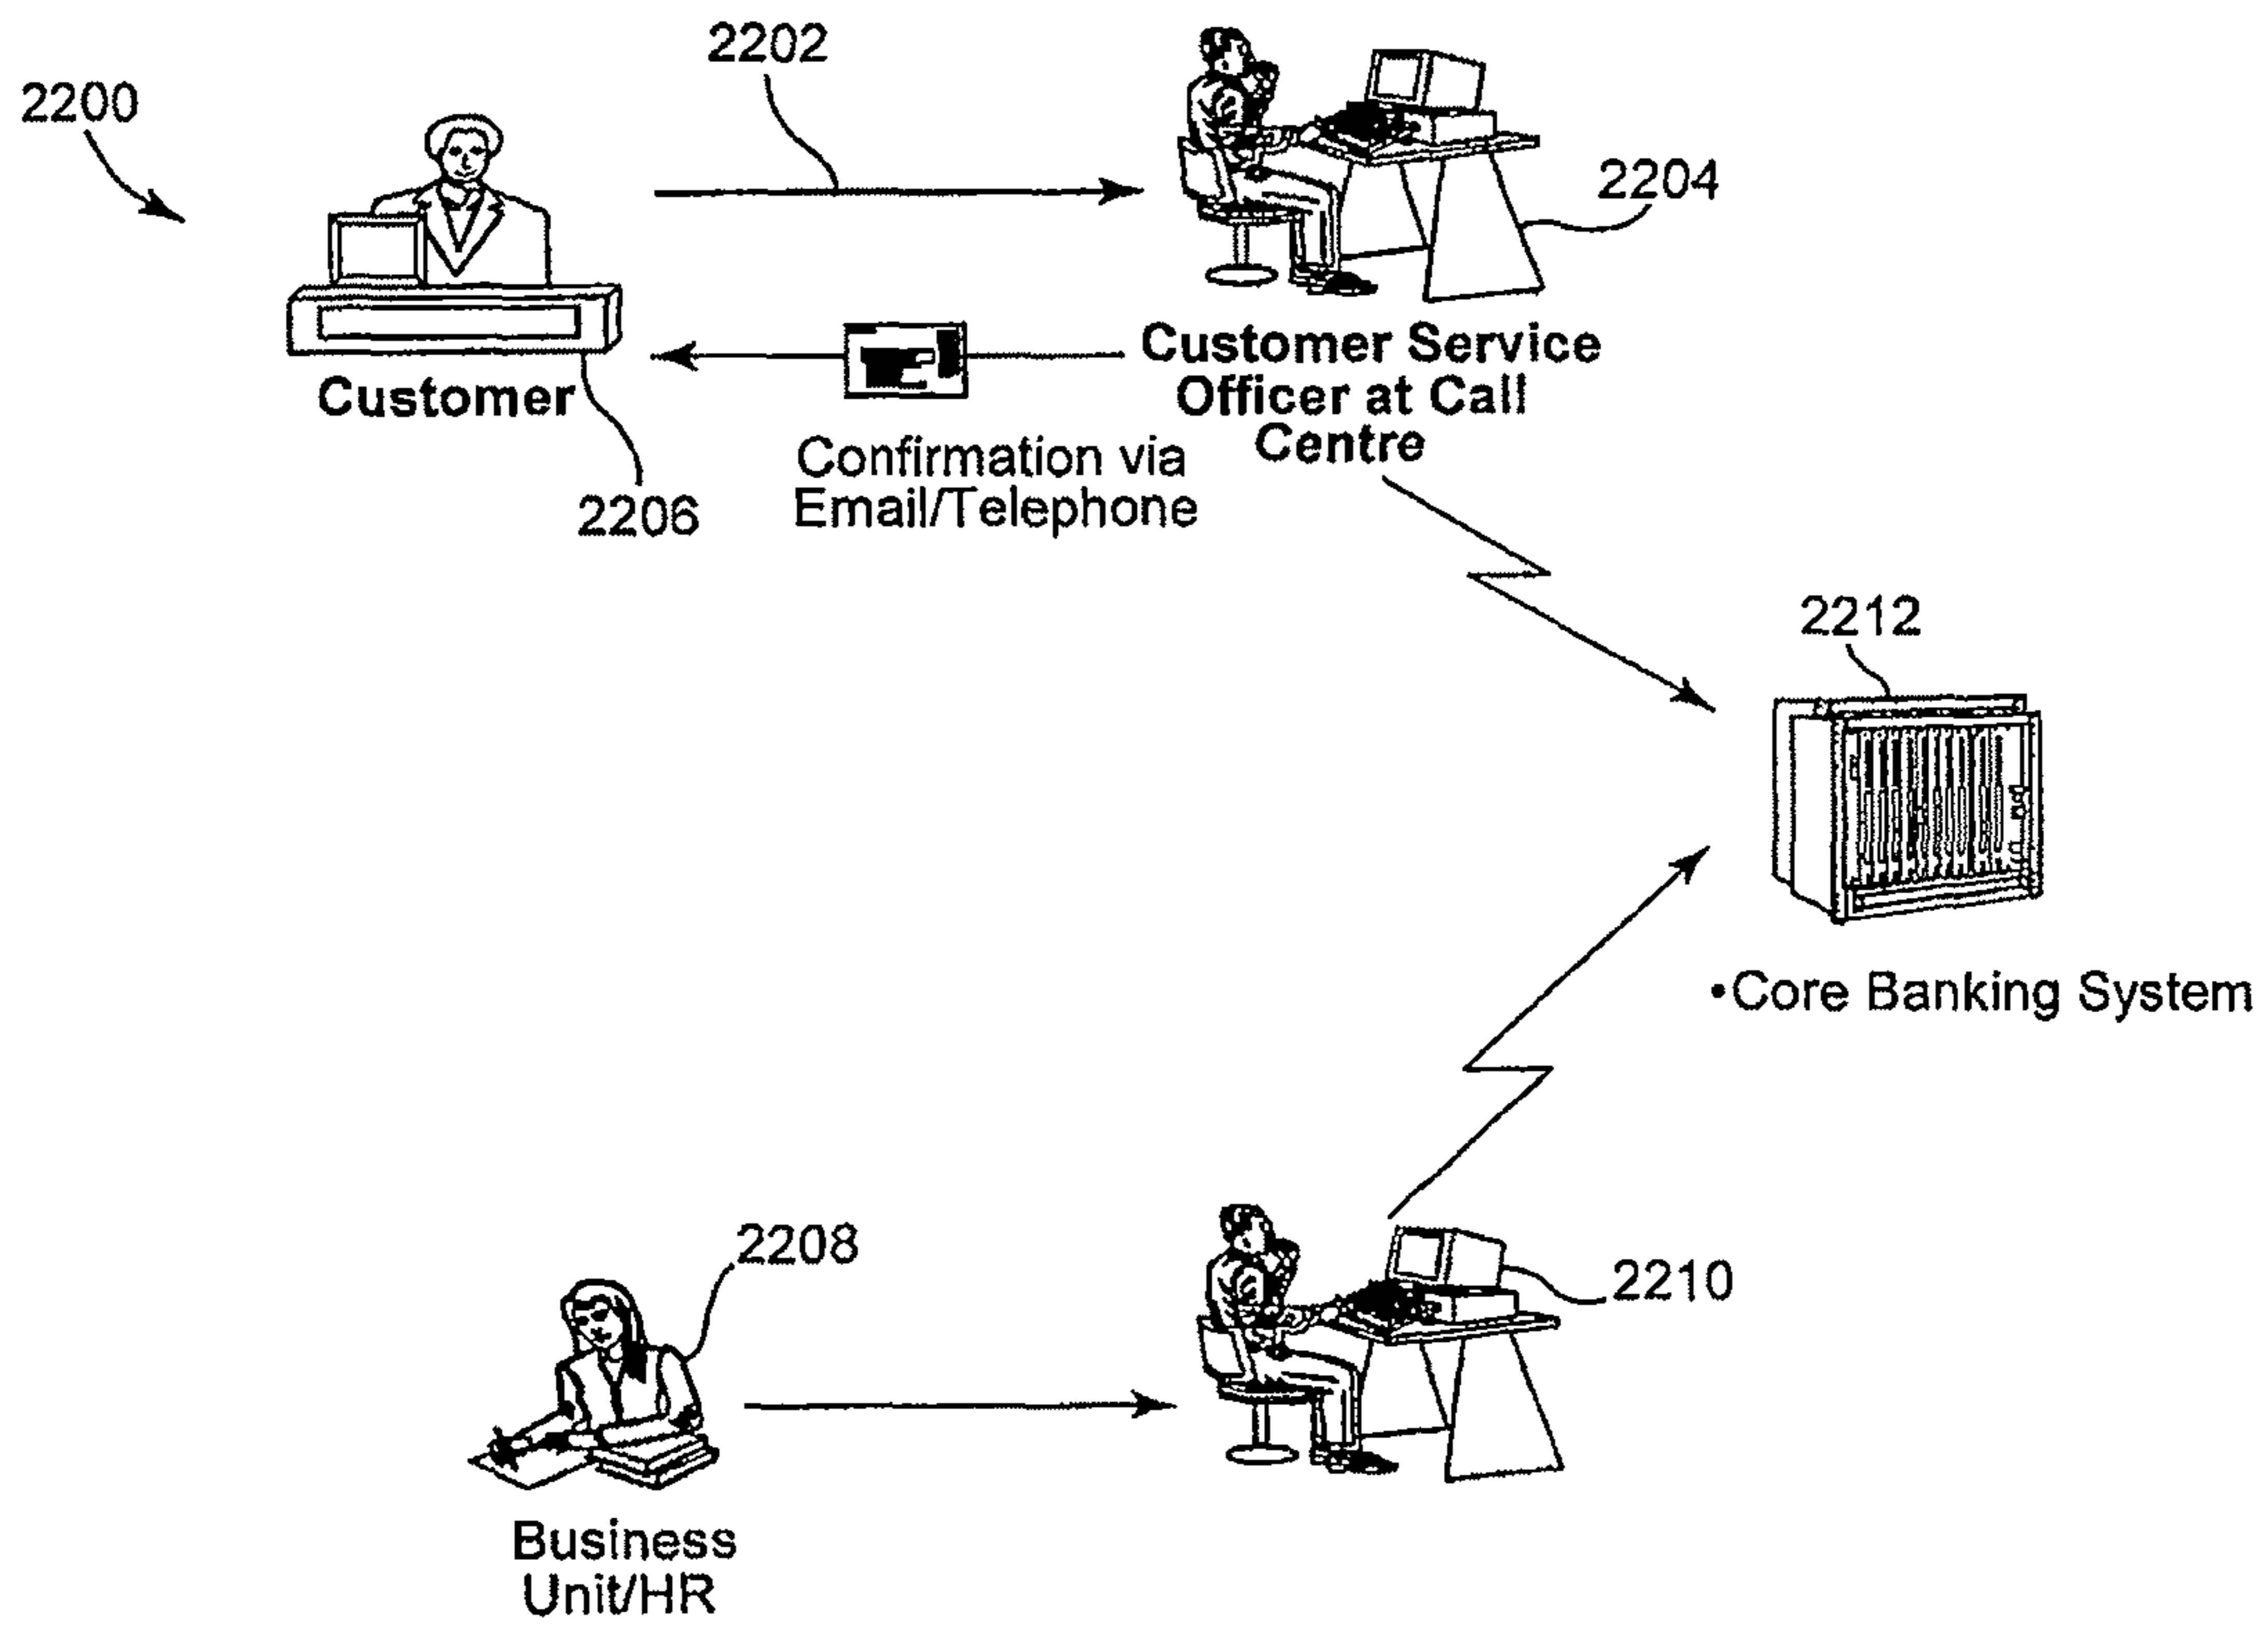 2202
2200
2204
Customer
2206
Confirmation via
Email/Telephone
Customer Service
Officer at Call
Centre
2212
•Core Banking System
2208
2210
Business
Unit/HR